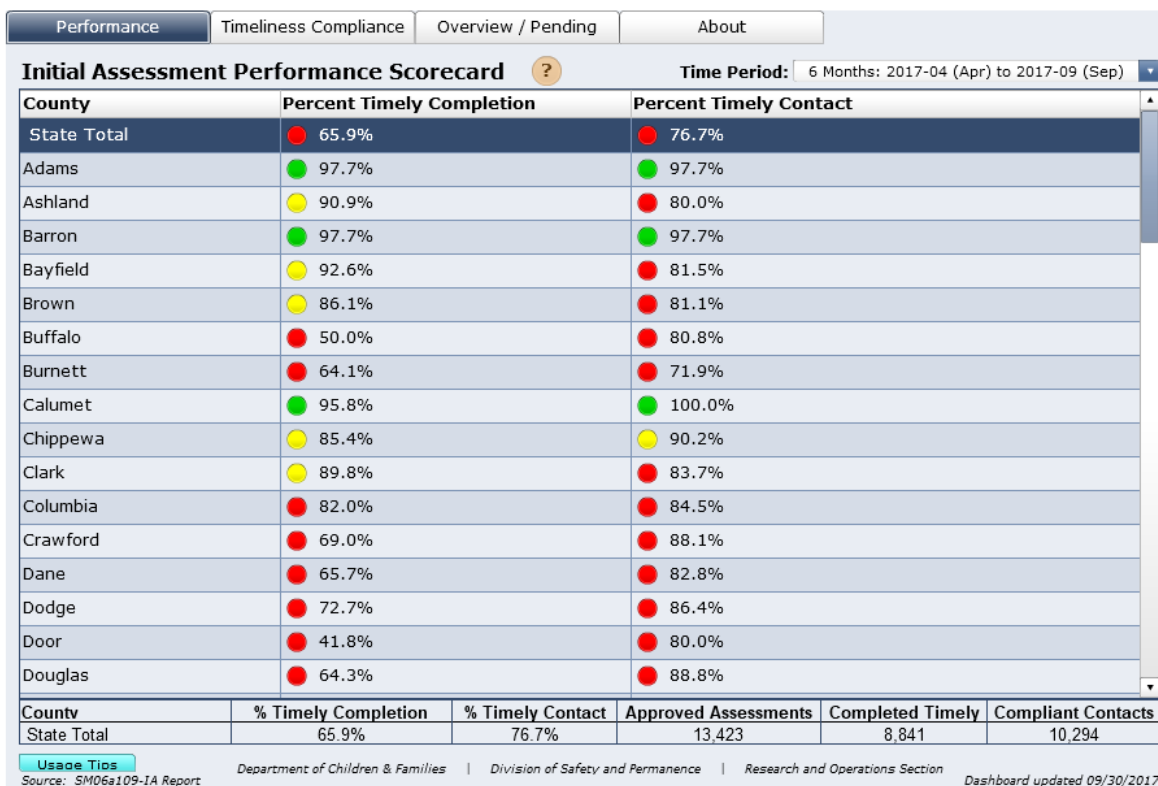 Performance Timeliness Compliance Overview / Pending About
Initial Assessment Performance Scorecard ? Time Period: 6 Months: 2017-04 (Apr) to 2017-09 (Sep)
County Percent Timely Completion Percent Timely Contact
State Total 65.9% 76.7%
Adams 97.7% 97.7%
Ashland 90.9% 80.0%
Barron 97.7% 97.7%
Bayfield 92.6% 81.5%
Brown 86.1% 81.1%
Buffalo 50.0% 80.8%
Burnett 64.1% 71.9%
Calumet 95.8% 100.0%
Chippewa 85.4% 90.2%
Clark 89.8% 83.7%
Columbia 82.0% 84.5%
Crawford 69.0% 88.1%
Dane 65.7% 82.8%
Dodge 72.7% 86.4%
Door 41.8% 80.0%
Douglas 64.3% 88.8%
County % Timely Completion % Timely Contact Approved Assessments Completed Timely Compliant Contacts
State Total 65.9% 76.7% 13,423 8,841 10,294
Usage Tips
Department of Children & Families | Division of Safety and Permanence | Research and Operations Section
Source: SM06a109-IA Report Dashboard updated 09/30/2017